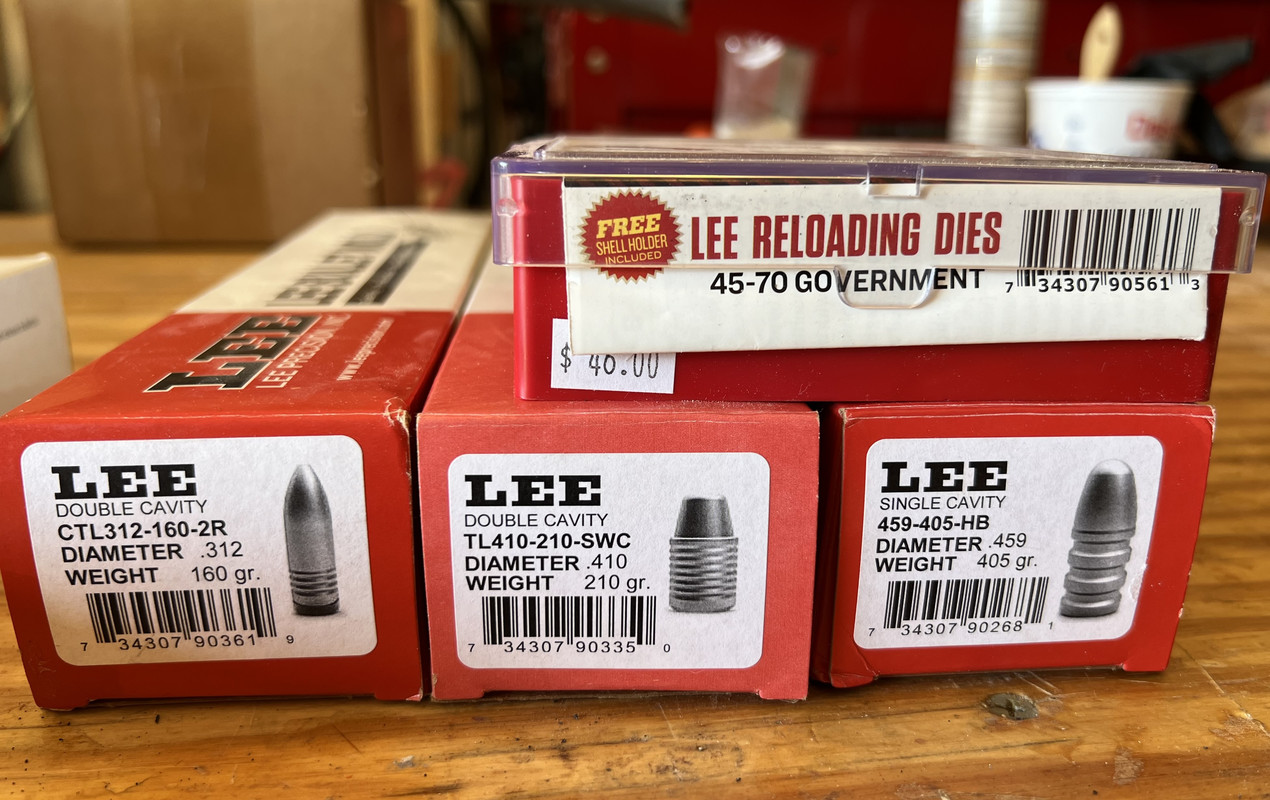 FREE
SHELL HOLDER
INCLUDED
LEE RELOADING DIES
45-70 GOVERNMENT
7 34307 90561 3
$ 40.00
LEE
LEE PRECISION, INC
LEE
DOUBLE CAVITY
CTL312-160-2R
DIAMETER .312
WEIGHT 160 gr.
7 34307 90361 9
LEE
DOUBLE CAVITY
TL410-210-SWC
DIAMETER .410
WEIGHT 210 gr.
7 34307 90335 0
LEE
SINGLE CAVITY
459-405-HB
DIAMETER .459
WEIGHT 405 gr.
7 34307 90268 1